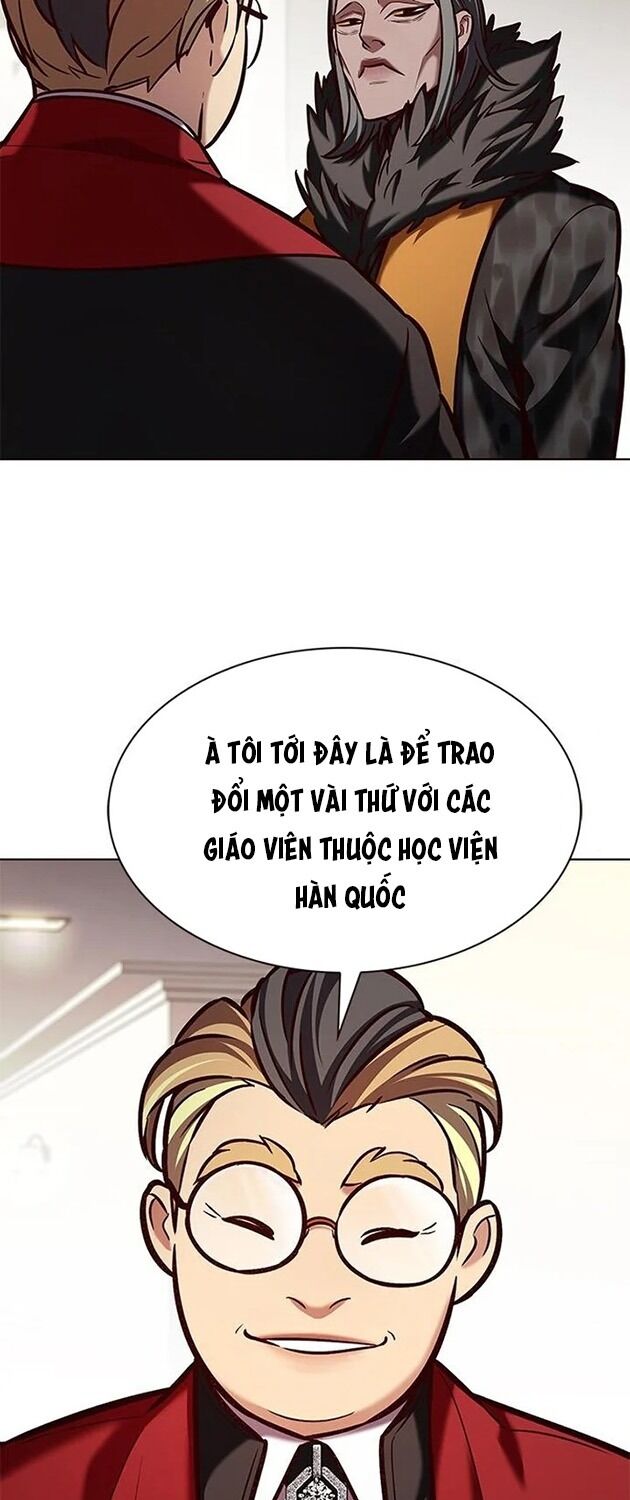 À TÔI TỚI ĐÂY LÀ ĐỂ TRAO
ĐỔI MỘT VÀI THỨ VỚI CÁC
GIÁO VIÊN THUỘC HỌC VIỆN
HÀN QUỐC